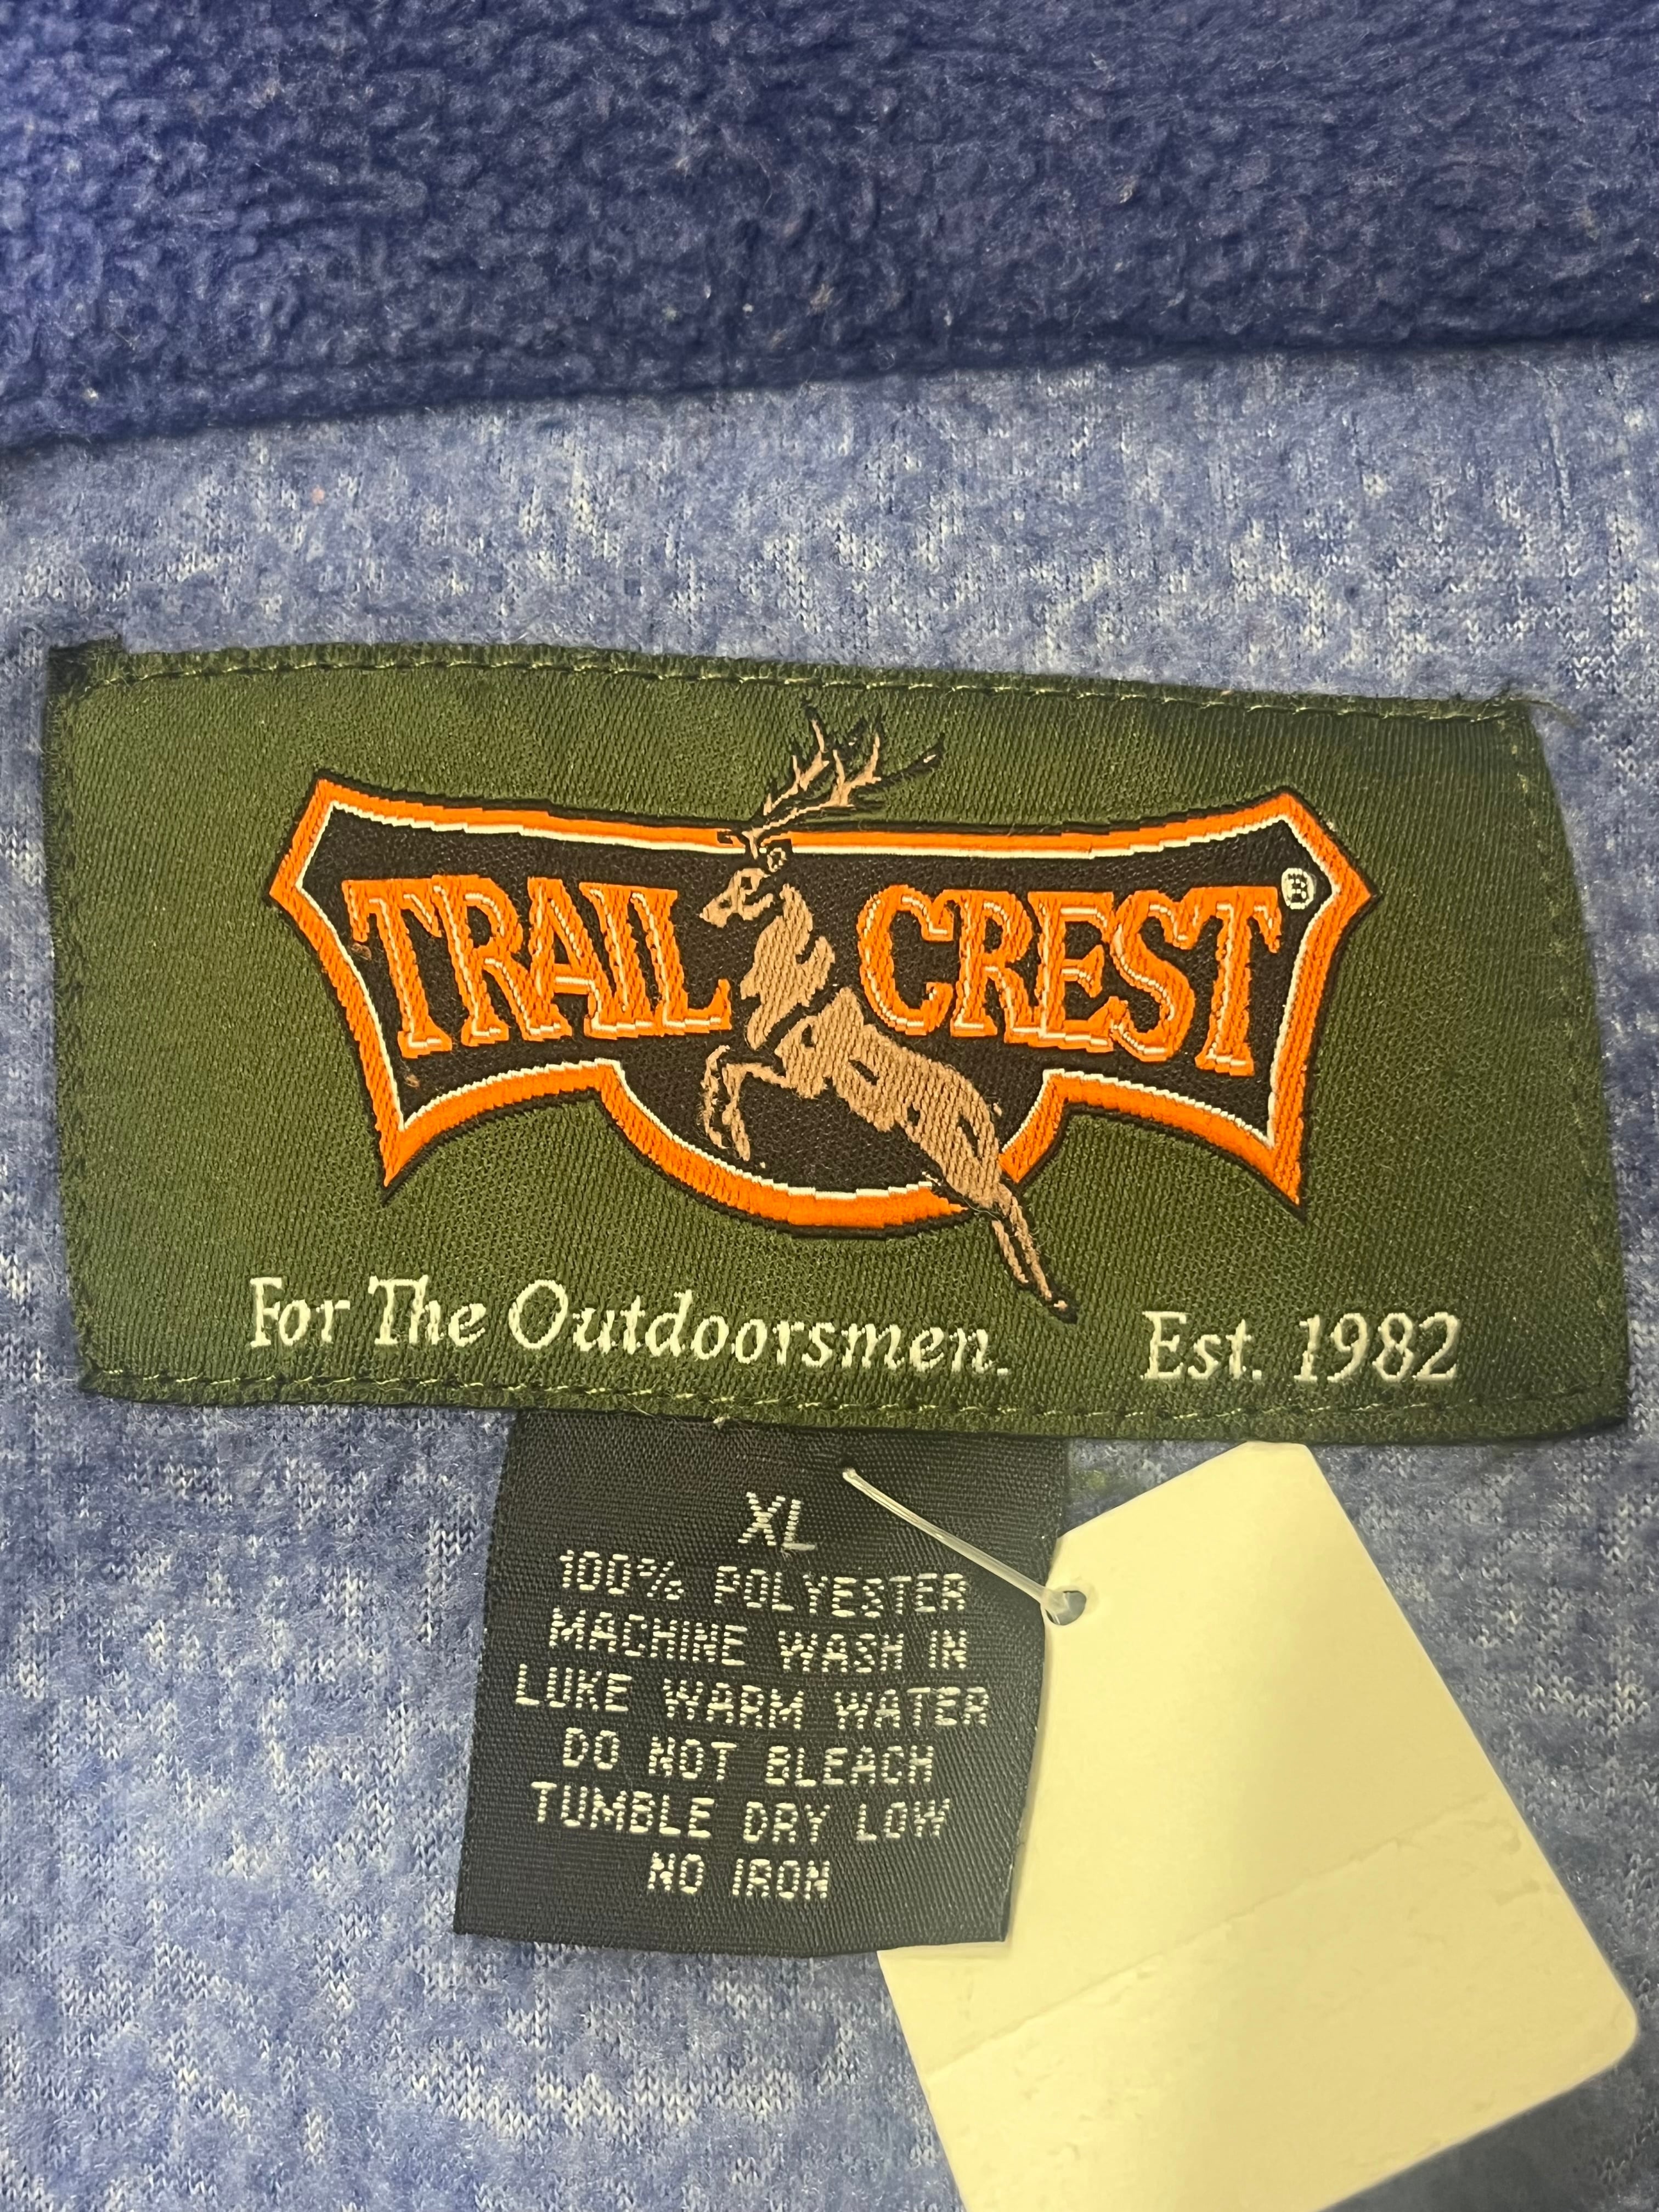 TRAIL CREST®
For The Outdoorsmen. Est. 1982
XL
100% POLYESTER
MACHINE WASH IN
LUKE WARM WATER
DO NOT BLEACH
TUMBLE DRY LOW
NO IRON